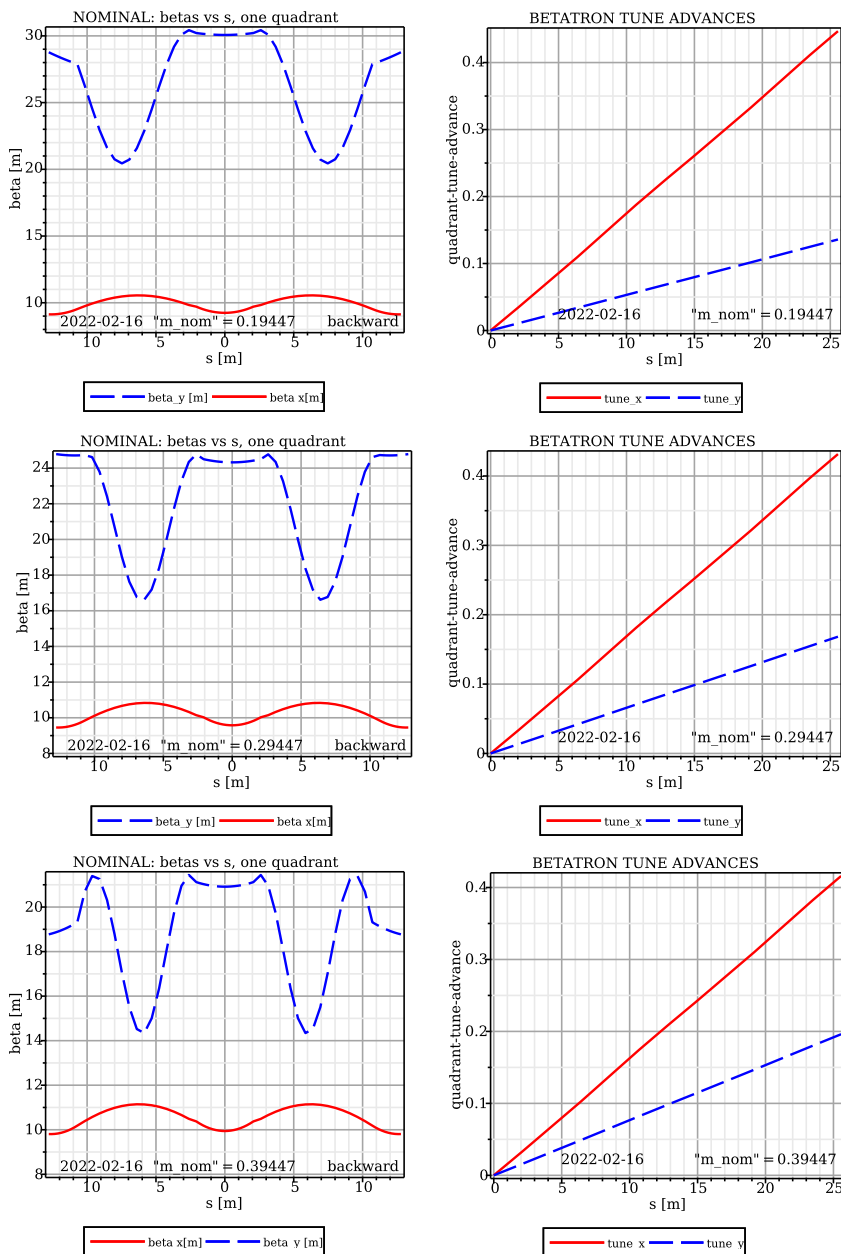 NOMINAL: betas vs s, one quadrant
30
25
20
15
10
beta [m]
2022-02-16 "m_nom" = 0.19447 backward
10 5 0 5 10
s [m]
beta_y [m] beta x[m]
BETATRON TUNE ADVANCES
0.4
0.3
0.2
0.1
0
quadrant-tune-advance
2022-02-16 "m_nom" = 0.19447
0 5 10 15 20 25
s [m]
tune_x tune_y
NOMINAL: betas vs s, one quadrant
24
22
20
18
16
14
12
10
8
beta [m]
2022-02-16 "m_nom" = 0.29447 backward
10 5 0 5 10
s [m]
beta_y [m] beta x[m]
BETATRON TUNE ADVANCES
0.4
0.3
0.2
0.1
0
quadrant-tune-advance
2022-02-16 "m_nom" = 0.29447
0 5 10 15 20 25
s [m]
tune_x tune_y
NOMINAL: betas vs s, one quadrant
20
18
16
14
12
10
8
beta [m]
2022-02-16 "m_nom" = 0.39447 backward
10 5 0 5 10
s [m]
beta x[m] beta_y [m]
BETATRON TUNE ADVANCES
0.4
0.3
0.2
0.1
0
quadrant-tune-advance
2022-02-16 "m_nom" = 0.39447
0 5 10 15 20 25
s [m]
tune_x tune_y